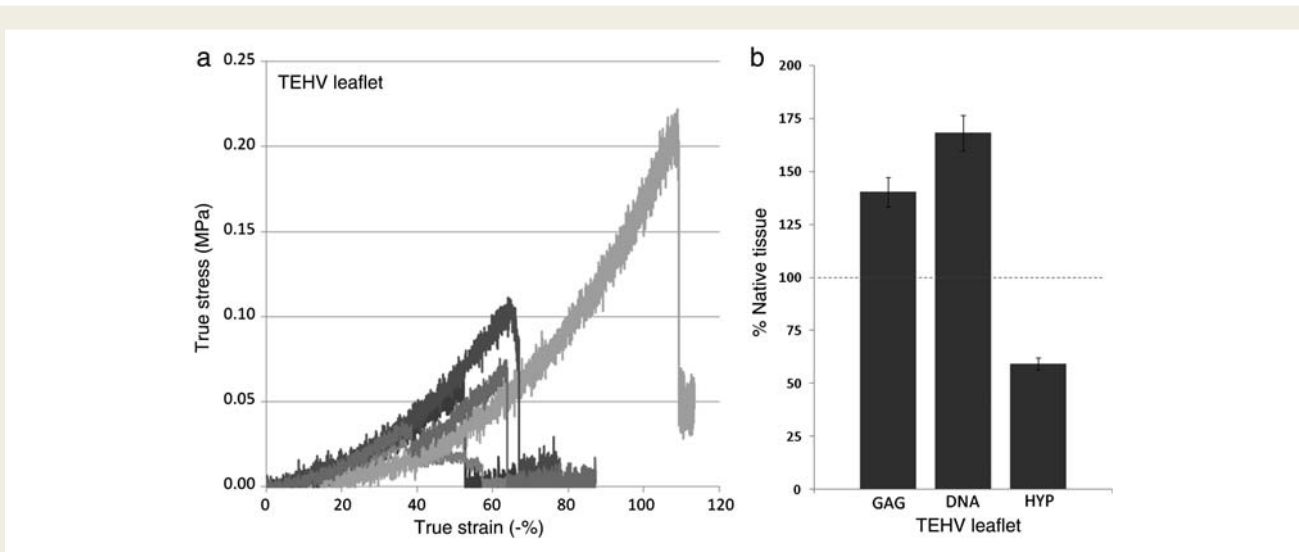 a
TEHV leaflet
True stress (MPa)
0.25
0.20
0.15
0.10
0.05
0.00
0 20 40 60 80 100 120
True strain (-%)
b
% Native tissue
200
175
150
125
100
75
50
25
0
GAG DNA HYP
TEHV leaflet